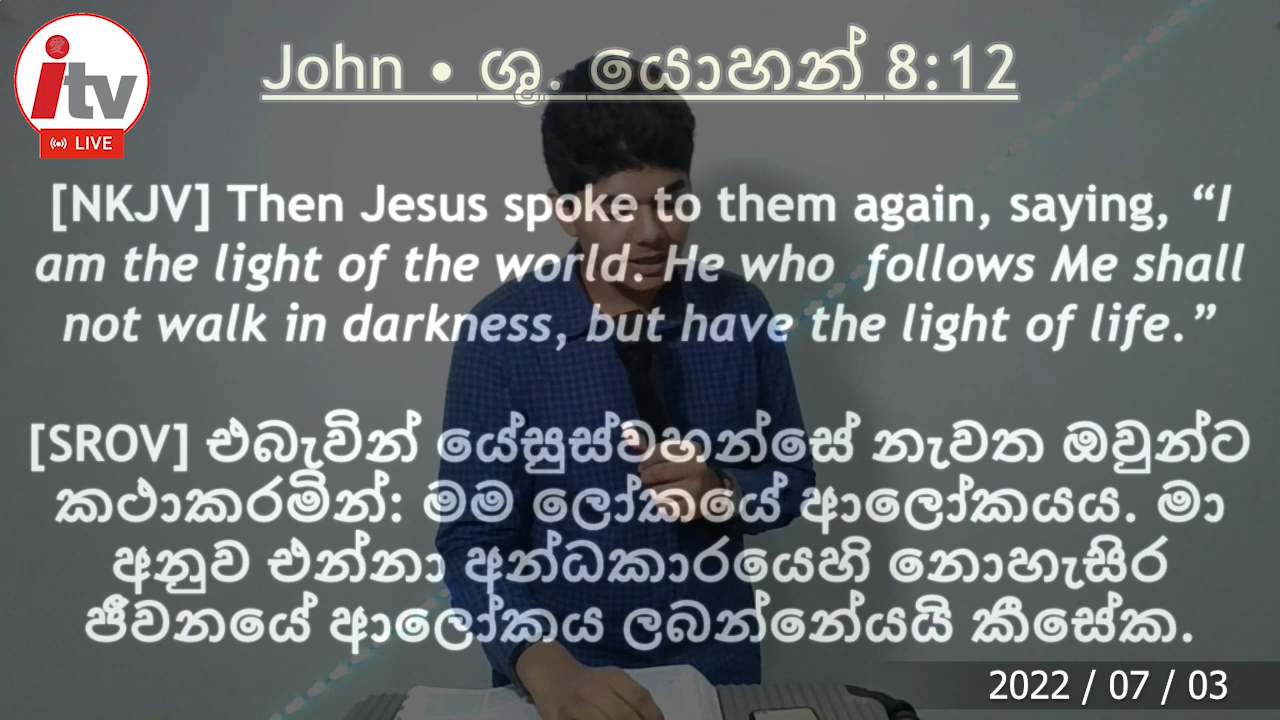 愛
itv
LIVE
John • ශු. යොහන් 8:12
[NKJV] Then Jesus spoke to them again, saying, “I
am the light of the world. He who follows Me shall
not walk in darkness, but have the light of life.”
[SROV] එබැවින් යේසුස්වහන්සේ නැවත ඔවුන්ට
කථාකරමින්: මම ලෝකයේ ආලෝකයය. මා
අනුව එන්නා අන්ධකාරයෙහි නොහැසිර
ජීවනයේ ආලෝකය ලබන්නේයයි කීසේක.
2022 / 07 / 03